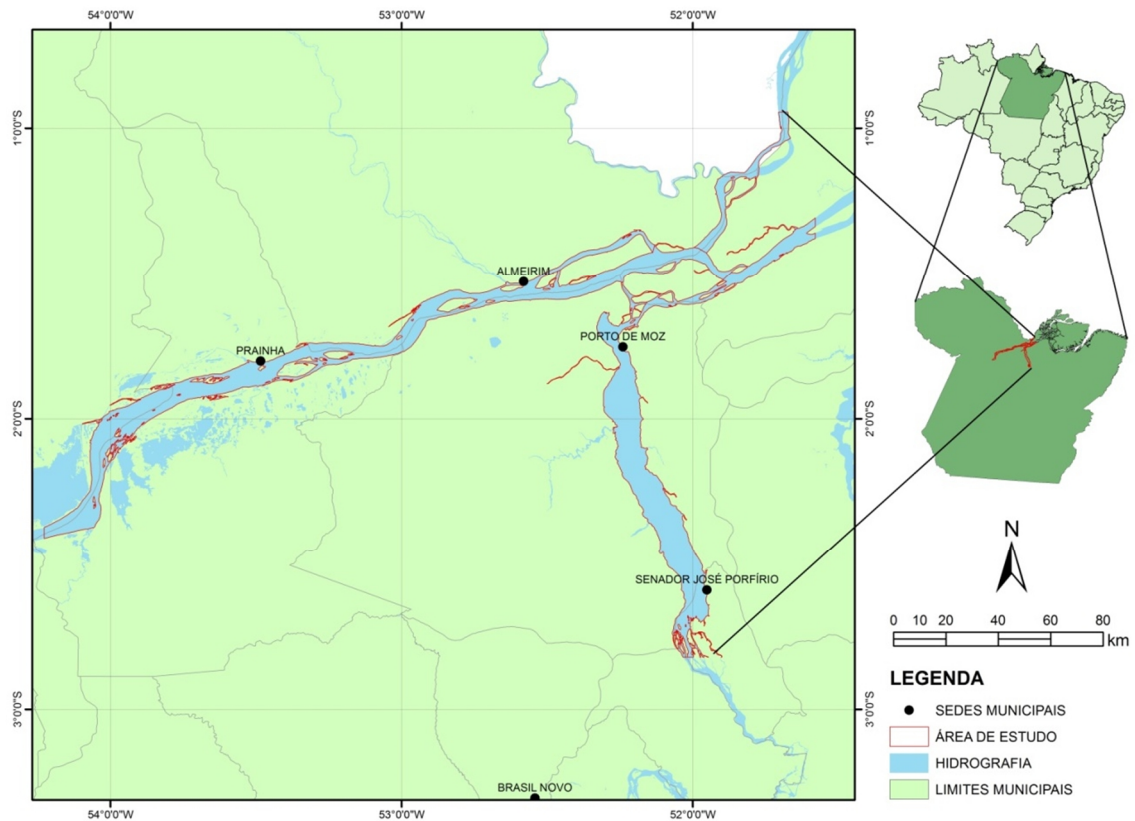 54°0'0"W
53°0'0"W
52°0'0"W
1°0'0"S
1°0'0"S
ALMEIRIM
PORTO DE MOZ
PRAINHA
2°0'0"S
2°0'0"S
SENADOR JOSÉ PORFÍRIO
3°0'0"S
3°0'0"S
BRASIL NOVO
54°0'0"W
53°0'0"W
52°0'0"W
N
0 10 20 40 60 80
km
LEGENDA
SEDES MUNICIPAIS
ÁREA DE ESTUDO
HIDROGRAFIA
LIMITES MUNICIPAIS